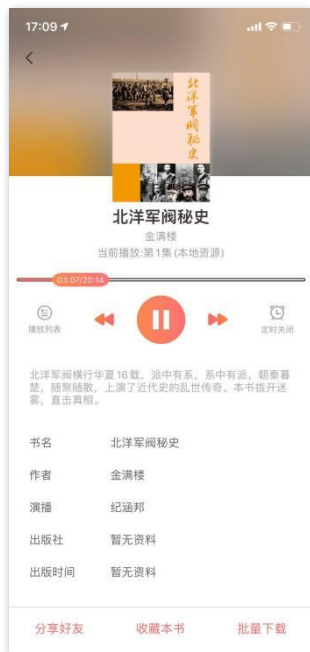 17:09
北洋军阀秘史
北洋军阀秘史
金满楼
当前播放:第1集(本地资源)
03:07/20:14
播放列表
定时关闭
北洋军阀横行华夏16载，派中有系，系中有派，朝秦暮
楚，随聚随散，上演了近代史的乱世传奇。本书拨开迷
雾，直击真相。
书名 北洋军阀秘史
作者 金满楼
演播 纪涵邦
出版社 暂无资料
出版时间 暂无资料
分享好友 收藏本书 批量下载